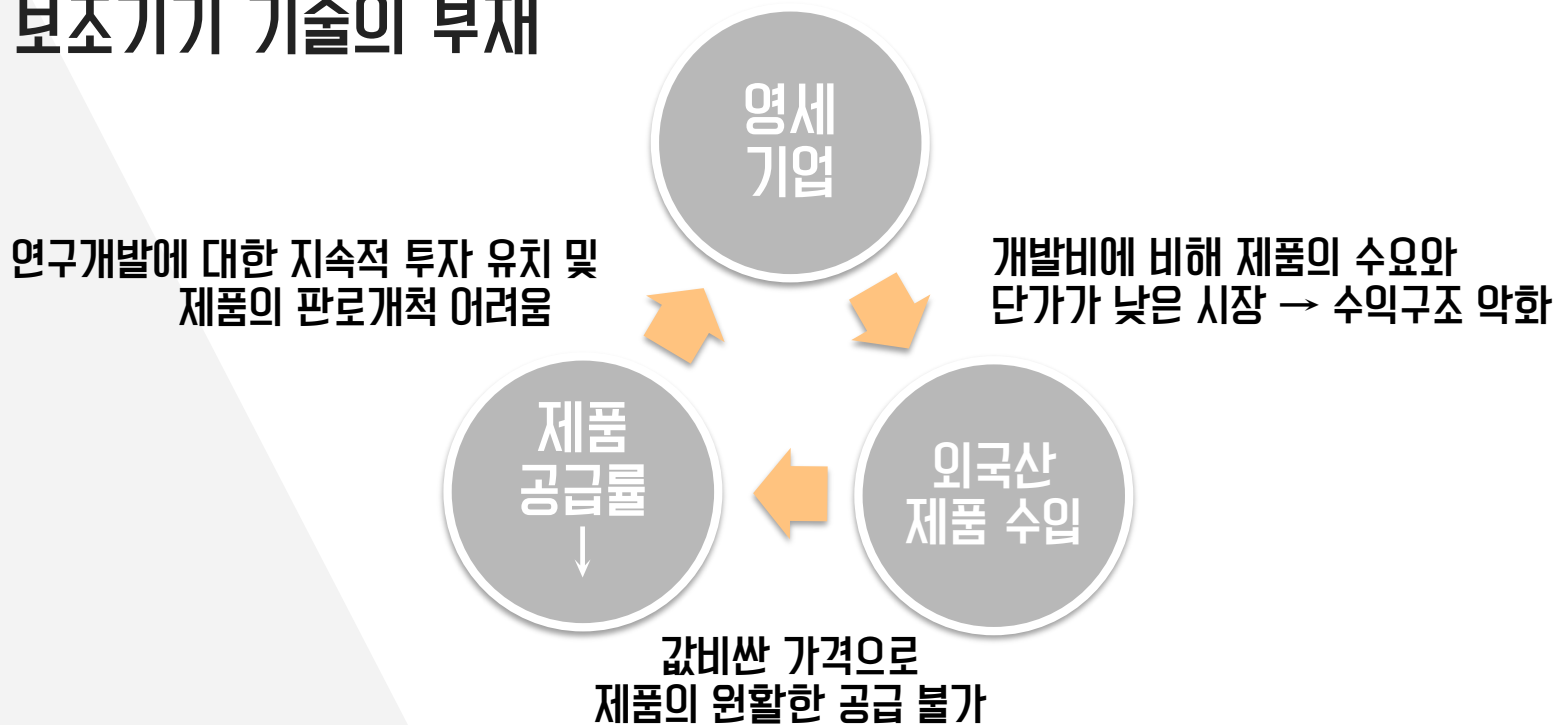 보조기기 기술의 부재
영세
기업
연구개발에 대한 지속적 투자 유치 및
제품의 판로개척 어려움
개발비에 비해 제품의 수요와
단가가 낮은 시장 → 수익구조 악화
제품
공급률
↓
외국산
제품 수입
값비싼 가격으로
제품의 원활한 공급 불가